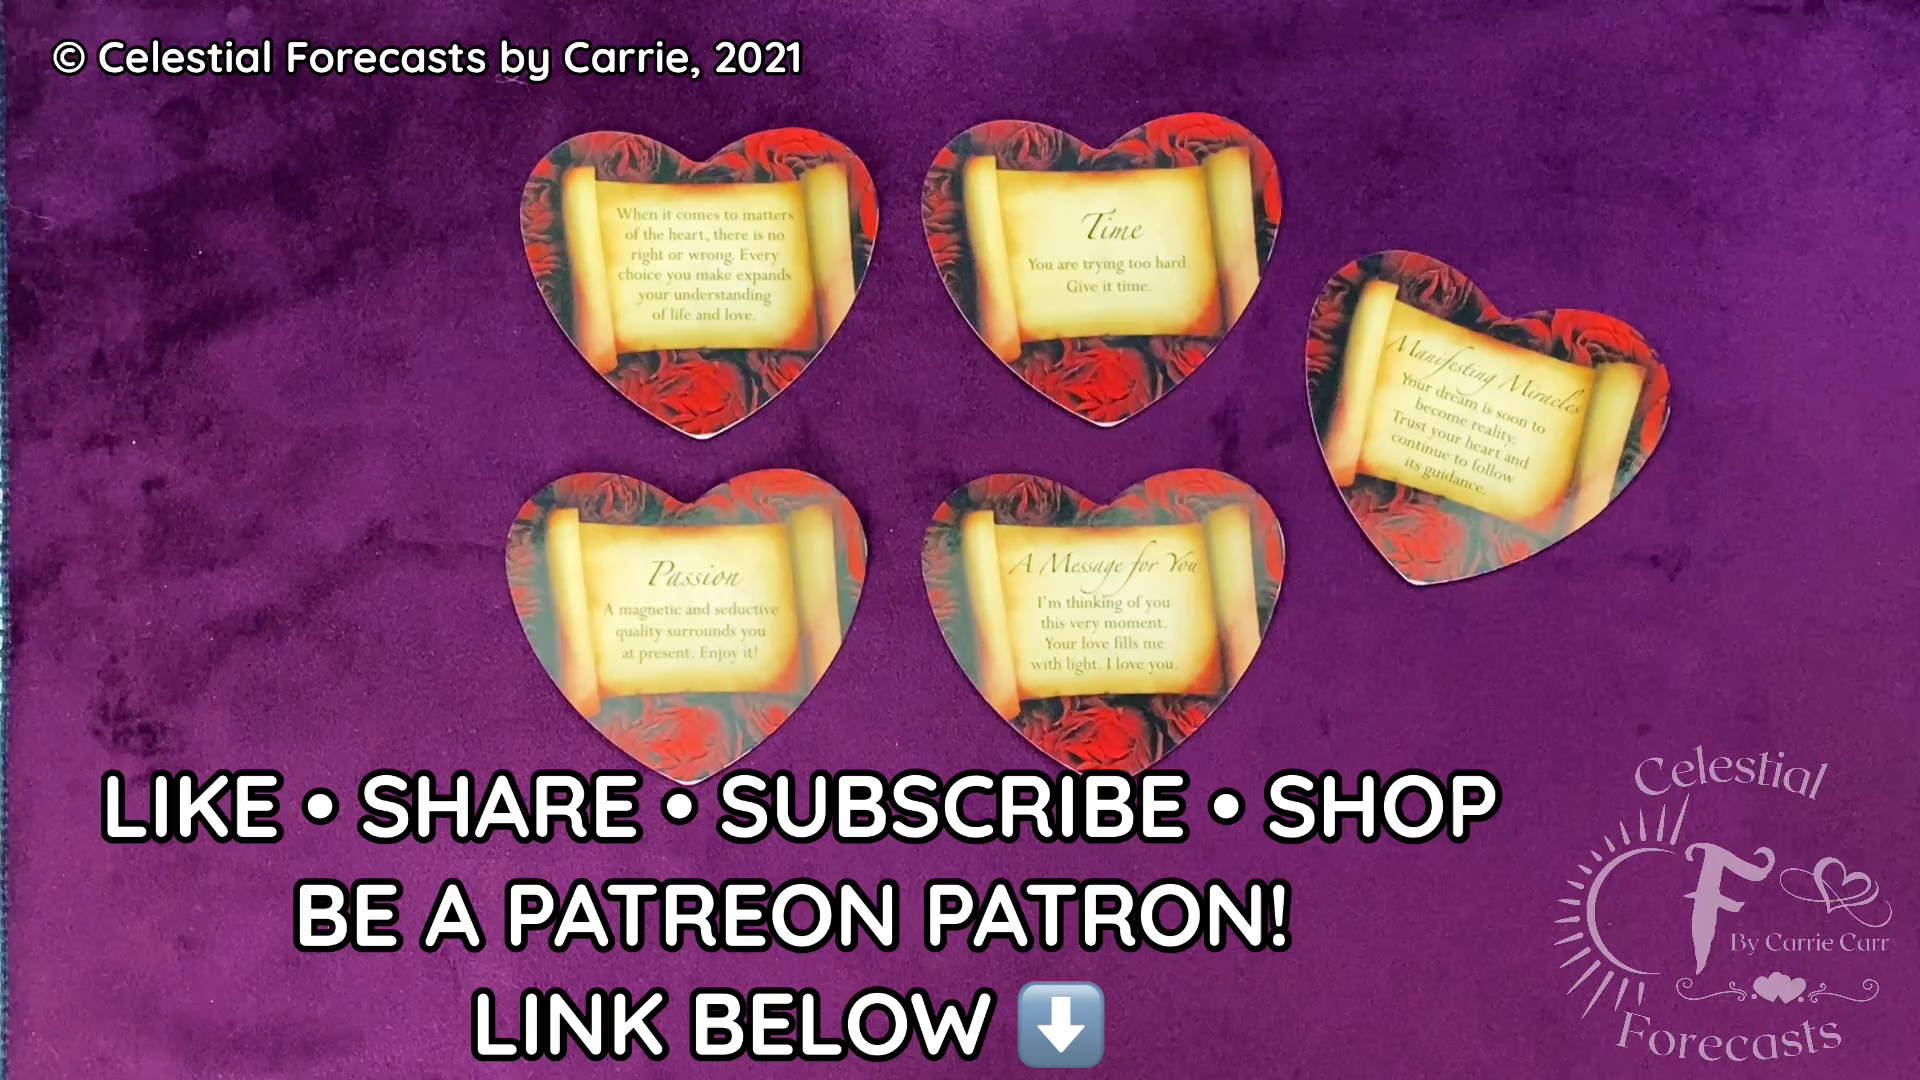 © Celestial Forecasts by Carrie, 2021
When it comes to matters
of the heart, there is no
right or wrong. Every
choice you make expands
your understanding
of life and love.
Time
You are trying too hard.
Give it time.
Manifesting Miracles
Your dream is soon to
become reality.
Trust your heart and
continue to follow
its guidance.
Passion
A magnetic and seductive
quality surrounds you
at present. Enjoy it!
A Message for You
I'm thinking of you
this very moment.
Your love fills me
with light. I love you.
LIKE • SHARE • SUBSCRIBE • SHOP
BE A PATREON PATRON!
LINK BELOW ⬇️
Celestial
F
By Carrie Carr
Forecasts